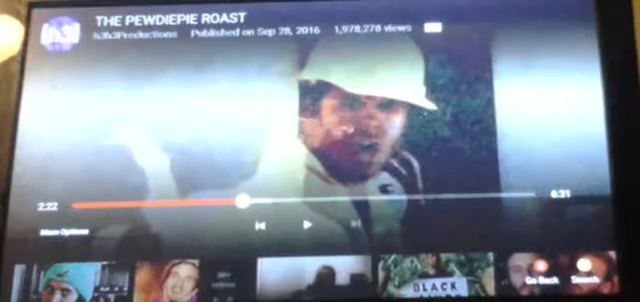 THE PEWDIEPIE ROAST
h3h3Productions Published on Sep 28, 2016 1,978,278 views
h3
2:22
6:31
More Options
Go Back
Search
BLACK